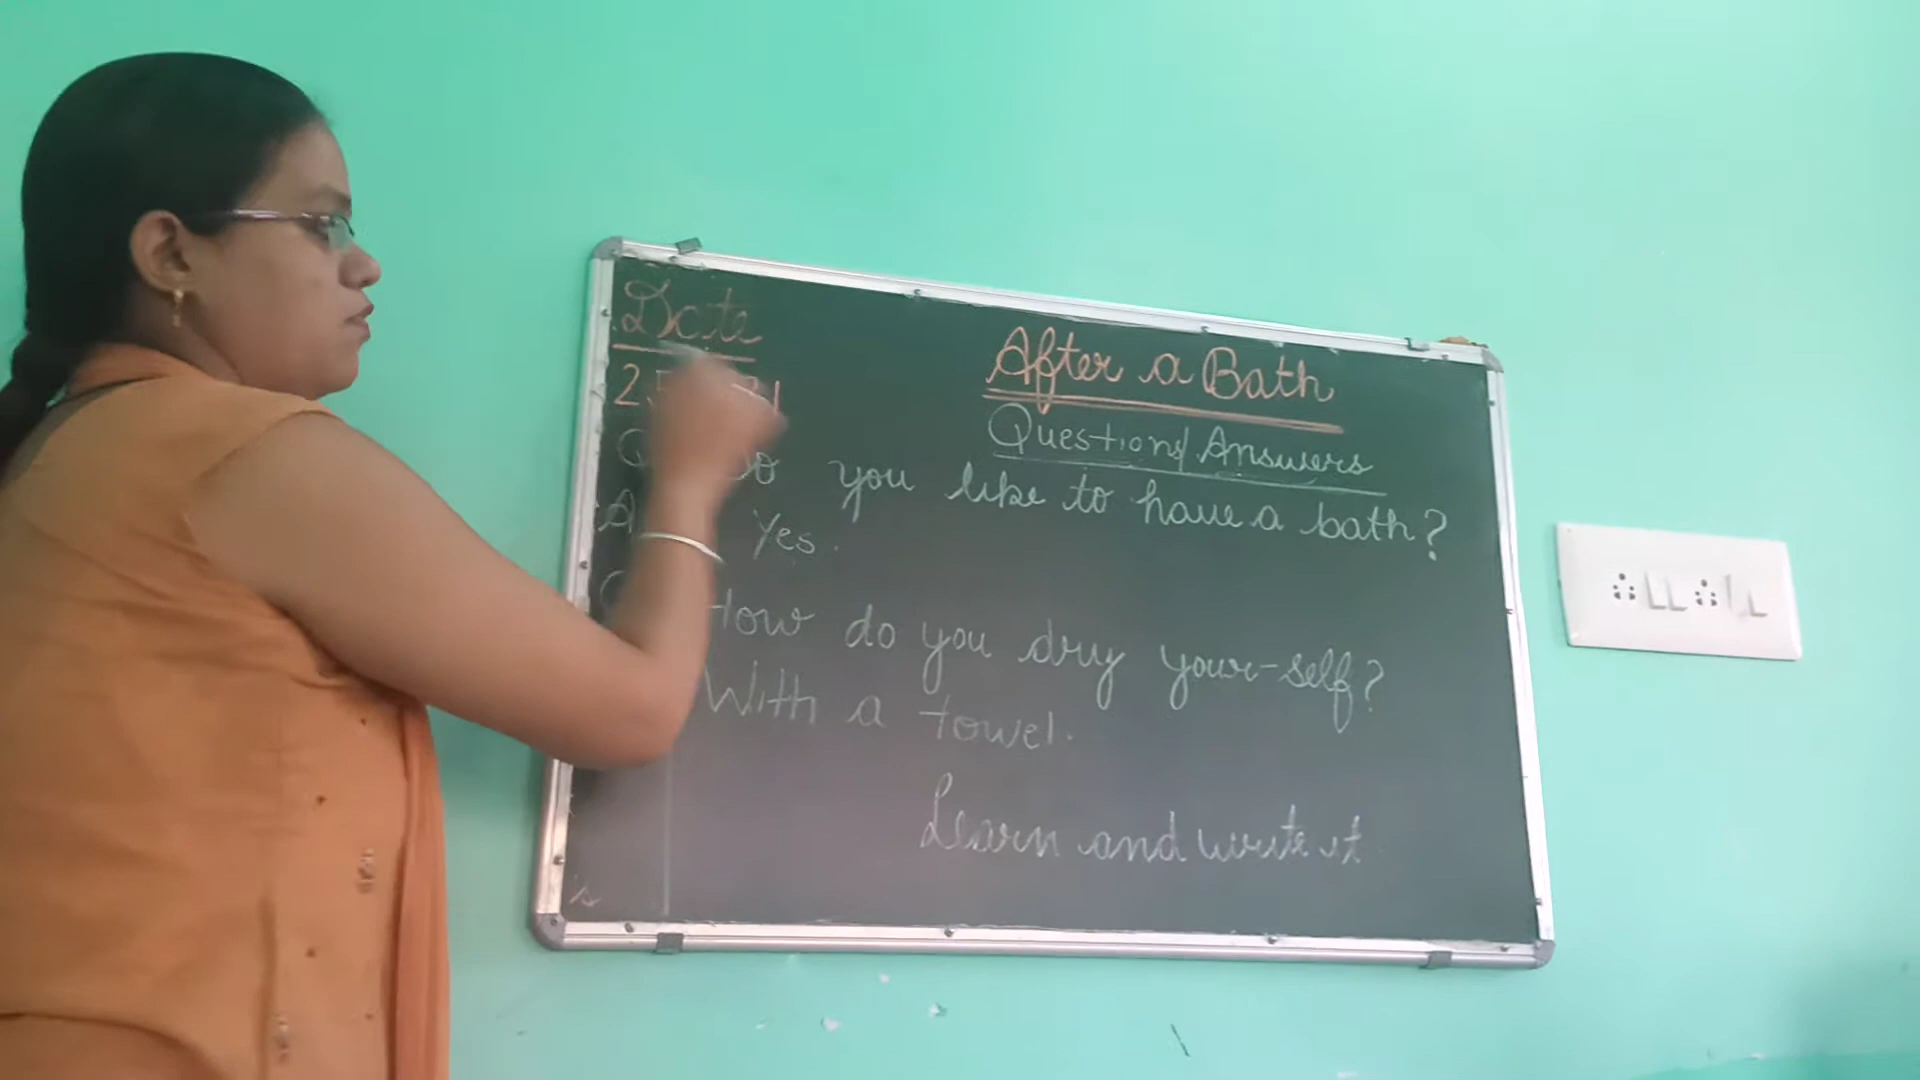 Date
After a Bath
Questions/Answers
you like to have a bath?
Yes.
How do you dry your-self?
With a towel.
Learn and write it